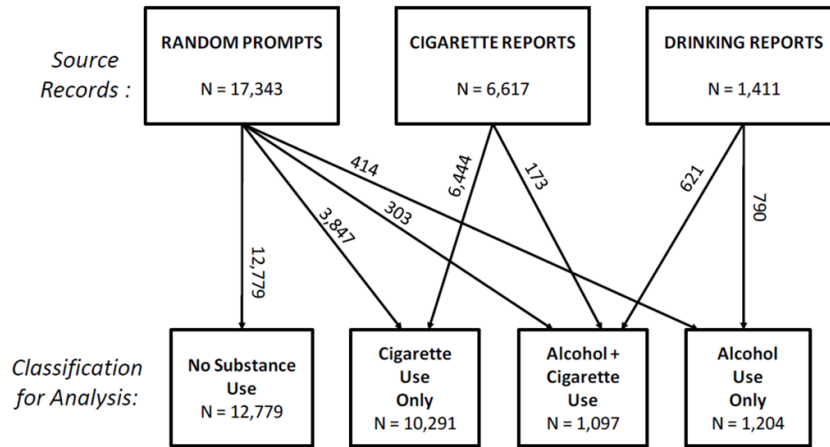 Source
Records :
RANDOM PROMPTS
N = 17,343
CIGARETTE REPORTS
N = 6,617
DRINKING REPORTS
N = 1,411
12,779
3,847
303
414
6,444
173
621
790
Classification
for Analysis:
No Substance
Use
N = 12,779
Cigarette
Use
Only
N = 10,291
Alcohol +
Cigarette
Use
N = 1,097
Alcohol
Use
Only
N = 1,204